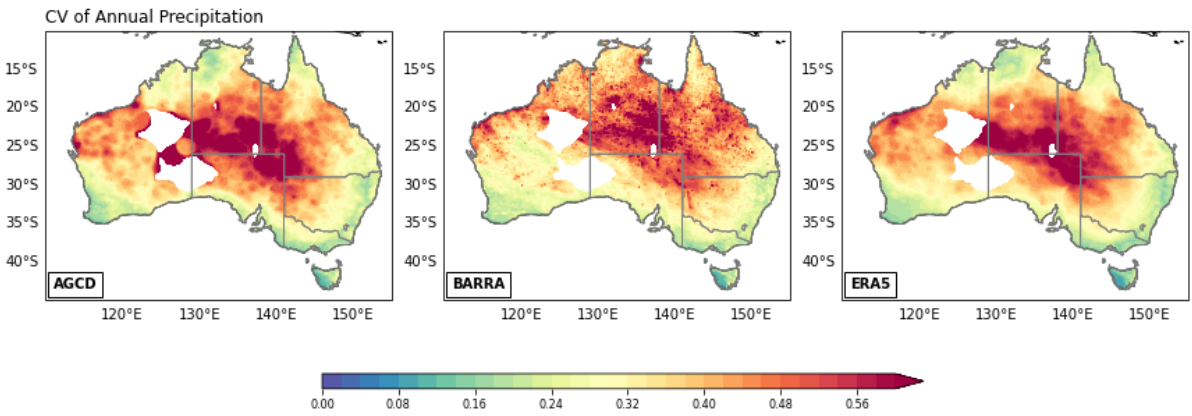 CV of Annual Precipitation
15°S
20°S
25°S
30°S
35°S
40°S
AGCD
120°E 130°E 140°E 150°E
15°S
20°S
25°S
30°S
35°S
40°S
BARRA
120°E 130°E 140°E 150°E
15°S
20°S
25°S
30°S
35°S
40°S
ERA5
120°E 130°E 140°E 150°E
0.00 0.08 0.16 0.24 0.32 0.40 0.48 0.56